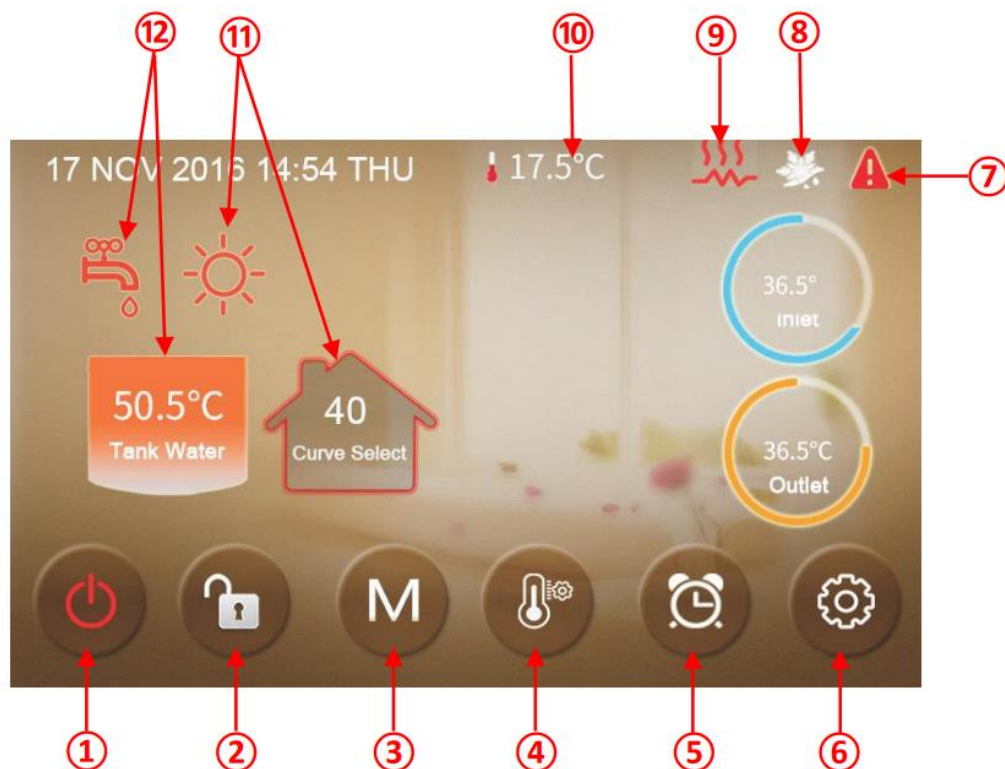 ⑫ ⑪ ⑩ ⑨ ⑧
⑦
17 NOV 2016 14:54 THU 17.5°C
36.5°
Inlet
50.5°C
Tank Water
40
Curve Select
36.5°C
Outlet
M
① ② ③ ④ ⑤ ⑥